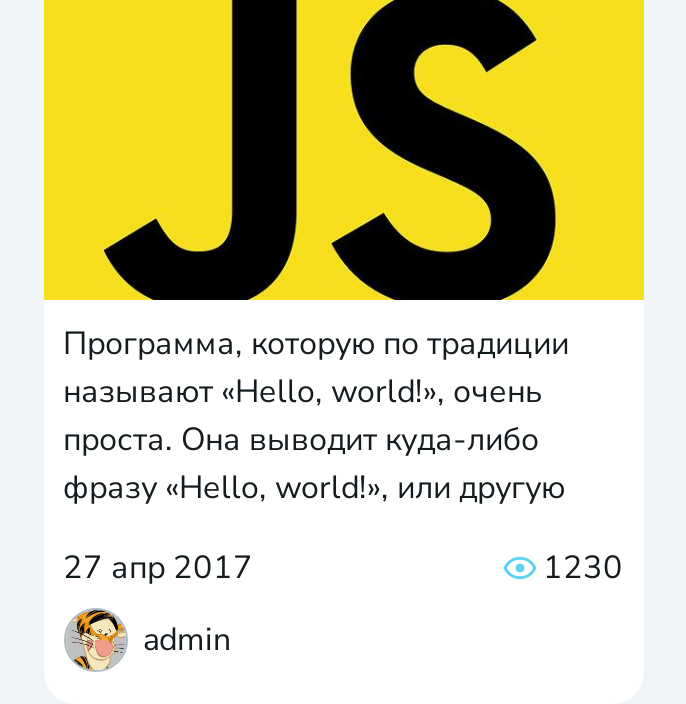 JS
Программа, которую по традиции
называют «Hello, world!», очень
проста. Она выводит куда-либо
фразу «Hello, world!», или другую
27 апр 2017 1230
admin